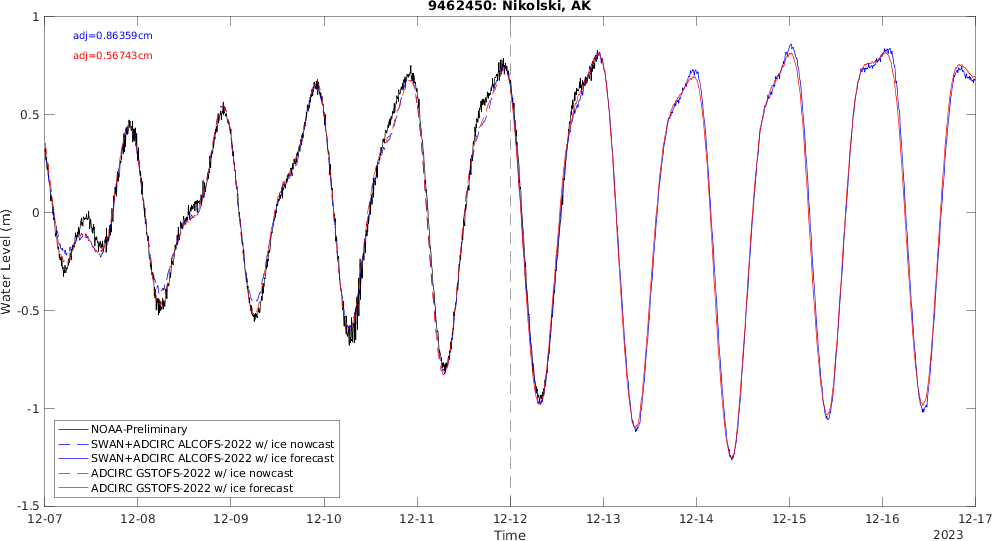 9462450: Nikolski, AK
adj=0.86359cm
adj=0.56743cm
1
0.5
0
-0.5
-1
-1.5
Water Level (m)
NOAA-Preliminary
SWAN+ADCIRC ALCOFS-2022 w/ ice nowcast
SWAN+ADCIRC ALCOFS-2022 w/ ice forecast
ADCIRC GSTOFS-2022 w/ ice nowcast
ADCIRC GSTOFS-2022 w/ ice forecast
12-07 12-08 12-09 12-10 12-11 12-12 12-13 12-14 12-15 12-16 12-17
Time
2023